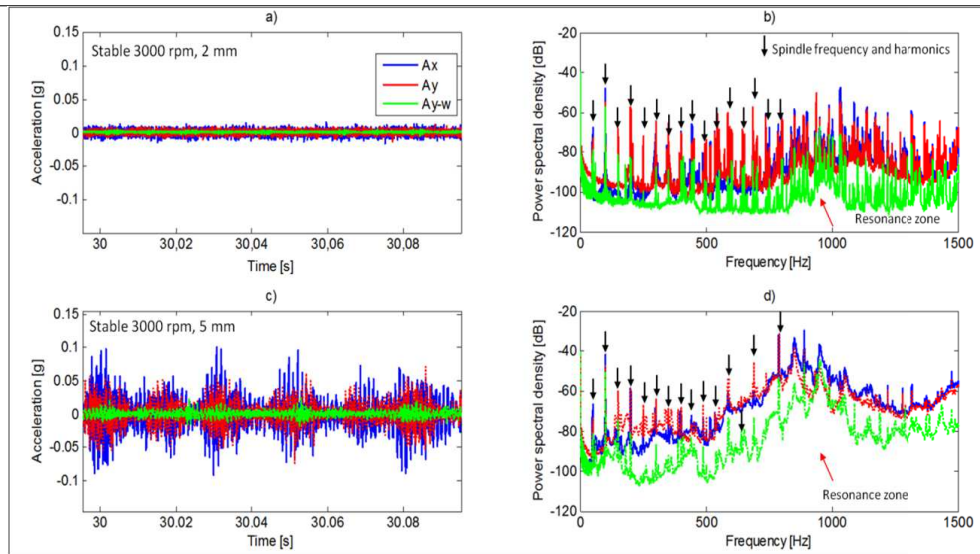 a)
Stable 3000 rpm, 2 mm
Ax
Ay
Ay-w
0.15
0.1
0.05
0
-0.05
-0.1
Acceleration [g]
30 30,02 30,04 30,06 30,08
Time [s]
b)
Spindle frequency and harmonics
-20
-40
-60
-80
-100
-120
Power spectral density [dB]
Resonance zone
0 500 1000 1500
Frequency [Hz]
c)
Stable 3000 rpm, 5 mm
0.15
0.1
0.05
0
-0.05
-0.1
Acceleration [g]
30 30,02 30,04 30,06 30,08
Time [s]
d)
-20
-40
-60
-80
-100
-120
Power spectral density [dB]
Resonance zone
0 500 1000 1500
Frequency [Hz]